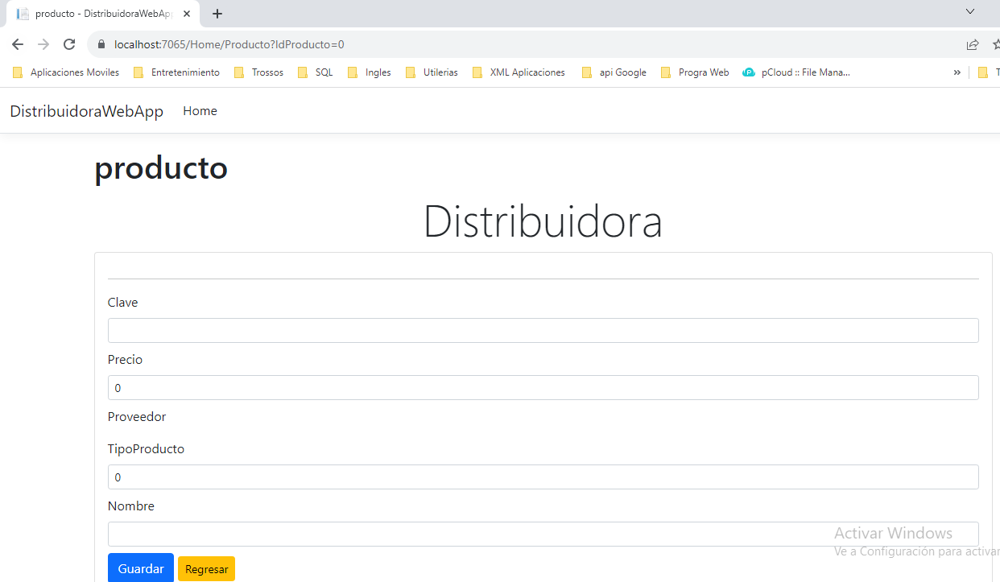 producto - DistribuidoraWebApp
localhost:7065/Home/Producto?IdProducto=0
Aplicaciones Moviles Entretenimiento Trossos SQL Ingles Utilerias XML Aplicaciones api Google Progra Web pCloud :: File Mana... » T
DistribuidoraWebApp Home
producto
Distribuidora
Clave
Precio
0
Proveedor
TipoProducto
0
Nombre
Activar Windows
Ve a Configuración para activar
Guardar Regresar